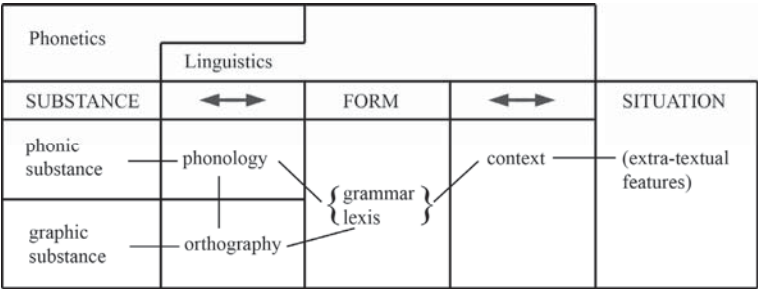 Phonetics
Linguistics
SUBSTANCE FORM SITUATION
phonic
substance
phonology
context
(extra-textual
features)
{grammar
lexis}
graphic
substance
orthography